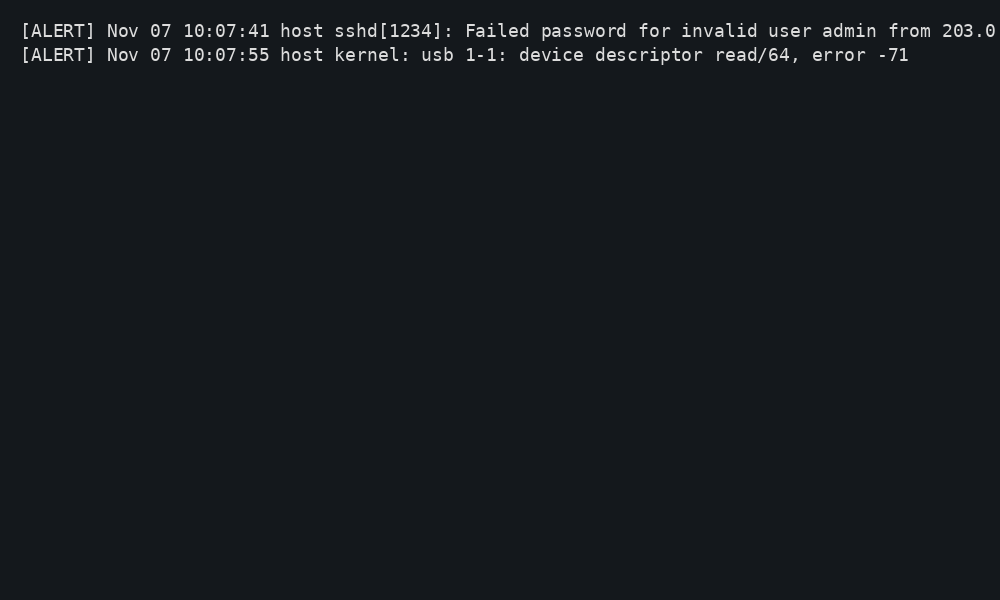 [ALERT] Nov 07 10:07:41 host sshd[1234]: Failed password for invalid user admin from 203.0
[ALERT] Nov 07 10:07:55 host kernel: usb 1-1: device descriptor read/64, error -71